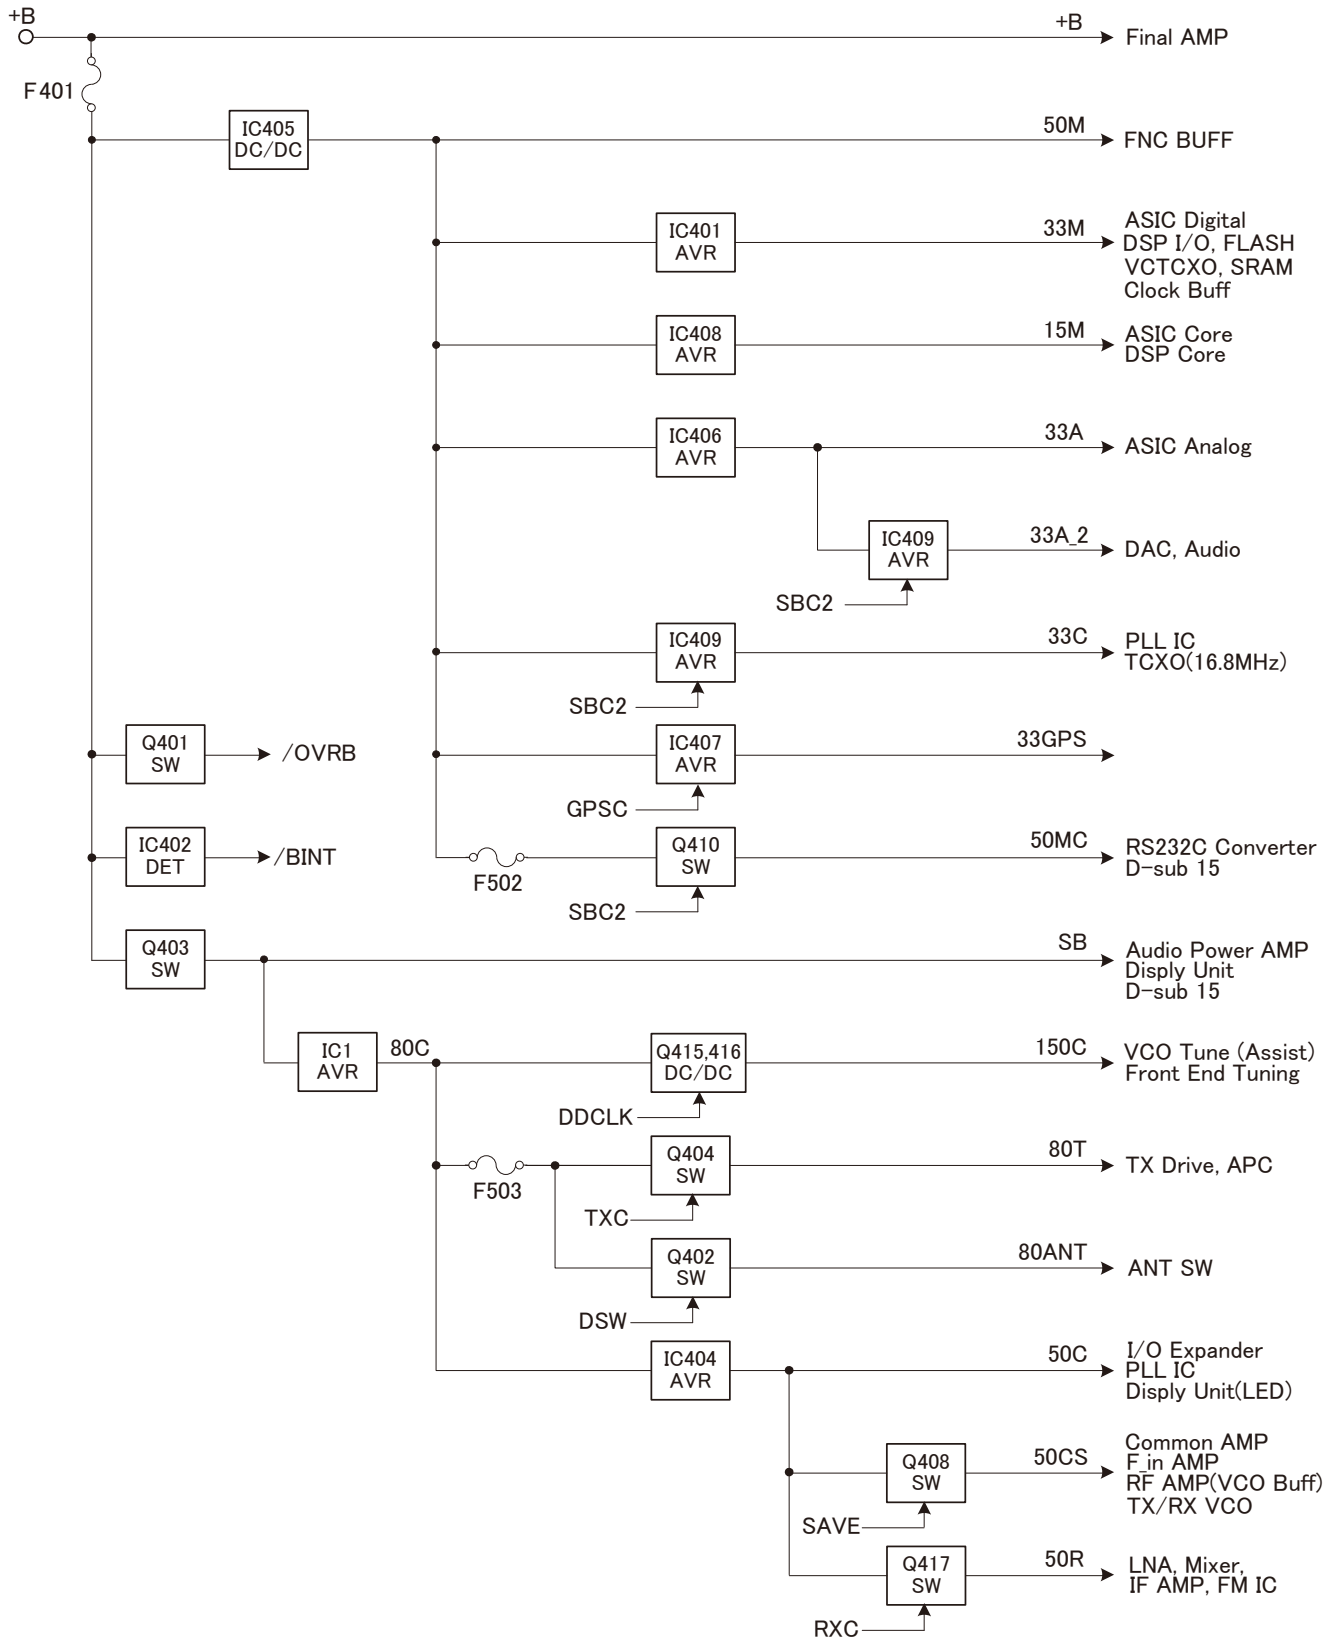 +B
+B
Final AMP
F401
IC405
DC/DC
50M
FNC BUFF
IC401
AVR
33M
ASIC Digital
DSP I/O, FLASH
VCTCXO, SRAM
Clock Buff
IC408
AVR
15M
ASIC Core
DSP Core
IC406
AVR
33A
ASIC Analog
IC409
AVR
33A_2
DAC, Audio
SBC2
IC409
AVR
33C
PLL IC
TCXO(16.8MHz)
SBC2
Q401
SW
/OVRB
IC407
AVR
33GPS
GPSC
IC402
DET
/BINT
F502
Q410
SW
50MC
RS232C Converter
D-sub 15
SBC2
Q403
SW
SB
Audio Power AMP
Disply Unit
D-sub 15
IC1
AVR
80C
Q415,416
DC/DC
150C
VCO Tune (Assist)
Front End Tuning
DDCLK
F503
Q404
SW
80T
TX Drive, APC
TXC
Q402
SW
80ANT
ANT SW
DSW
IC404
AVR
50C
I/O Expander
PLL IC
Disply Unit(LED)
Q408
SW
50CS
Common AMP
F_in AMP
RF AMP(VCO Buff)
TX/RX VCO
SAVE
Q417
SW
50R
LNA, Mixer,
IF AMP, FM IC
RXC